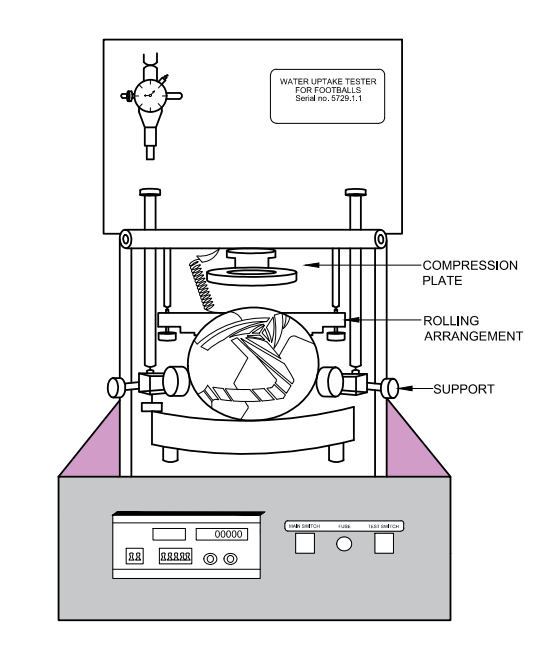 WATER UPTAKE TESTER
FOR FOOTBALLS
Serial no. 5729.1.1
COMPRESSION
PLATE
ROLLING
ARRANGEMENT
SUPPORT
00000
MAIN SWITCH FUSE TEST SWITCH